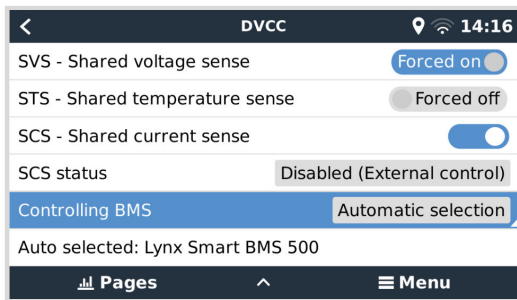 DVCC 14:16
SVS - Shared voltage sense Forced on
STS - Shared temperature sense Forced off
SCS - Shared current sense
SCS status Disabled (External control)
Controlling BMS Automatic selection
Auto selected: Lynx Smart BMS 500
Pages Menu